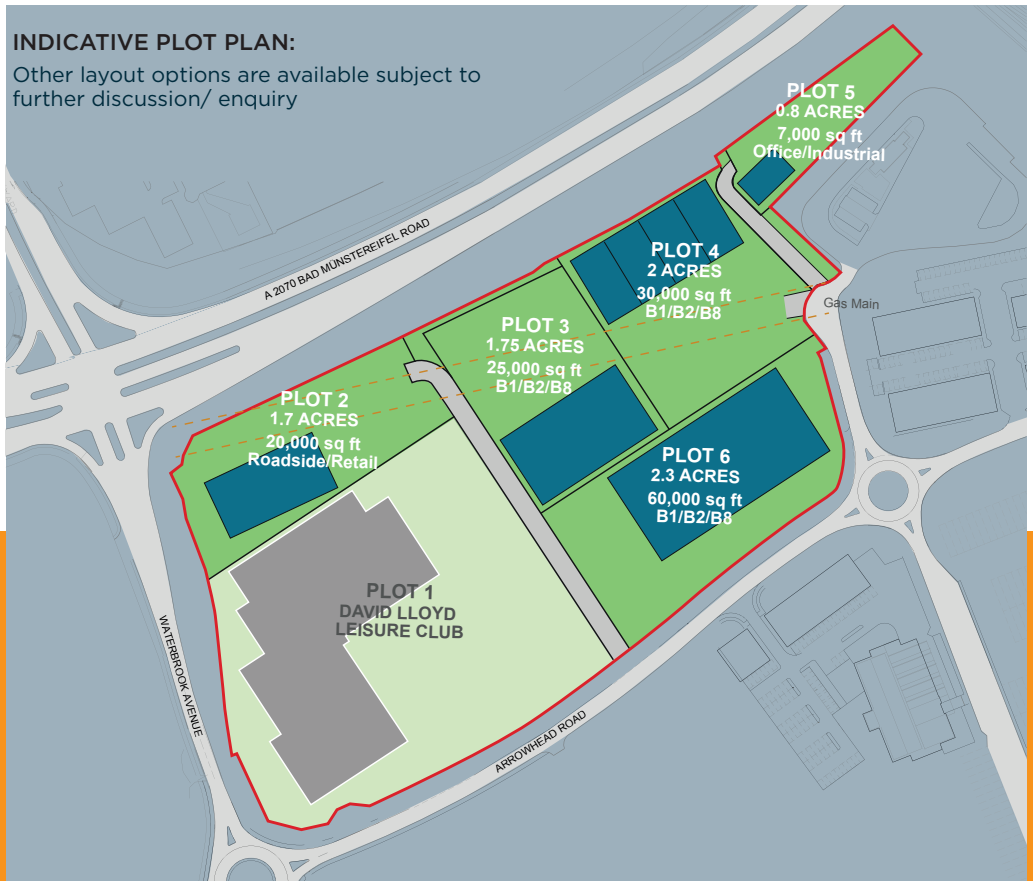 INDICATIVE PLOT PLAN:
Other layout options are available subject to
further discussion/ enquiry
PLOT 5
0.8 ACRES
7,000 sq ft
Office/Industrial
A 2070 BAD MÜNSTEREIFEL ROAD
PLOT 4
2 ACRES
30,000 sq ft
B1/B2/B8
Gas Main
PLOT 3
1.75 ACRES
25,000 sq ft
B1/B2/B8
PLOT 2
1.7 ACRES
20,000 sq ft
Roadside/Retail
PLOT 6
2.3 ACRES
60,000 sq ft
B1/B2/B8
PLOT 1
DAVID LLOYD
LEISURE CLUB
WATERBROOK AVENUE
ARROWHEAD ROAD